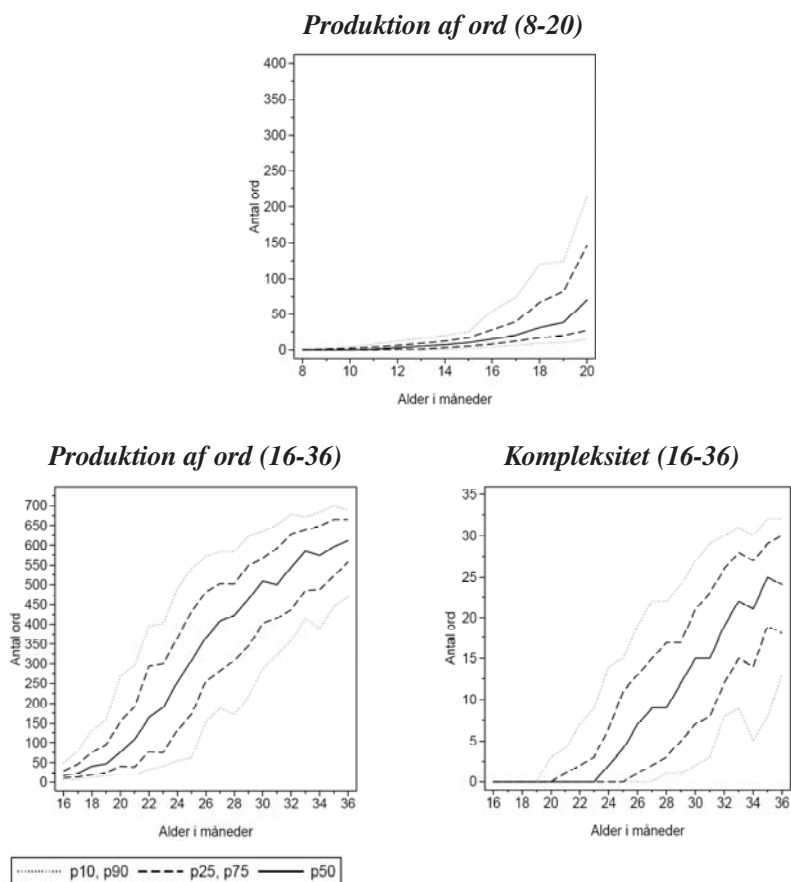 Produktion af ord (8-20)
400
350
300
250
200
150
100
50
0
Antal ord
8 10 12 14 16 18 20
Alder i måneder
Produktion af ord (16-36)
700
650
600
550
500
450
400
350
300
250
200
150
100
50
0
Antal ord
16 18 20 22 24 26 28 30 32 34 36
Alder i måneder
Kompleksitet (16-36)
35
30
25
20
15
10
5
0
Antal ord
16 18 20 22 24 26 28 30 32 34 36
Alder i måneder
p10, p90 p25, p75 p50